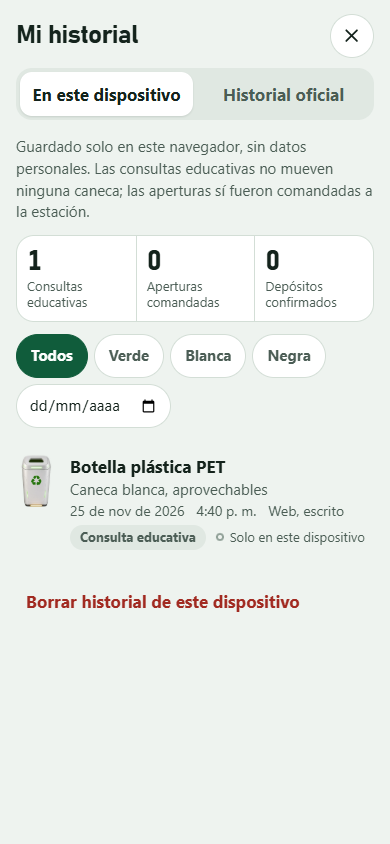 Mi historial
En este dispositivo
Historial oficial
Guardado solo en este navegador, sin datos
personales. Las consultas educativas no mueven
ninguna caneca; las aperturas sí fueron comandadas a
la estación.
1
Consultas
educativas
0
Aperturas
comandadas
0
Depósitos
confirmados
Todos
Verde
Blanca
Negra
dd/mm/aaaa
Botella plástica PET
Caneca blanca, aprovechables
25 de nov de 2026 4:40 p. m. Web, escrito
Consulta educativa
Solo en este dispositivo
Borrar historial de este dispositivo